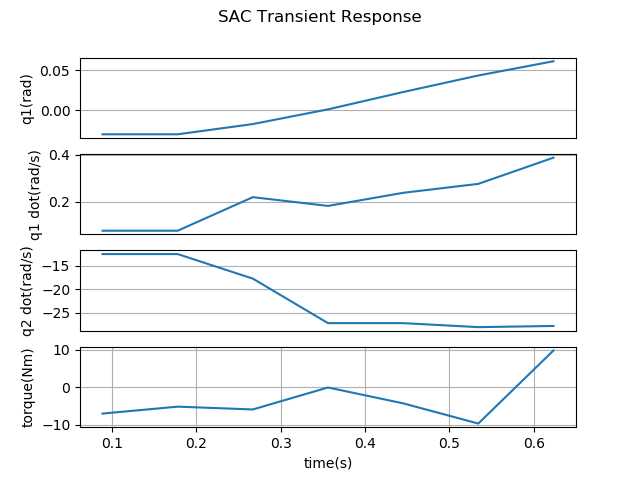 SAC Transient Response
q1(rad)
0.05
0.00
q1 dot(rad/s)
0.4
0.2
q2 dot(rad/s)
−15
−20
−25
torque(Nm)
10
0
−10
0.1 0.2 0.3 0.4 0.5 0.6
time(s)